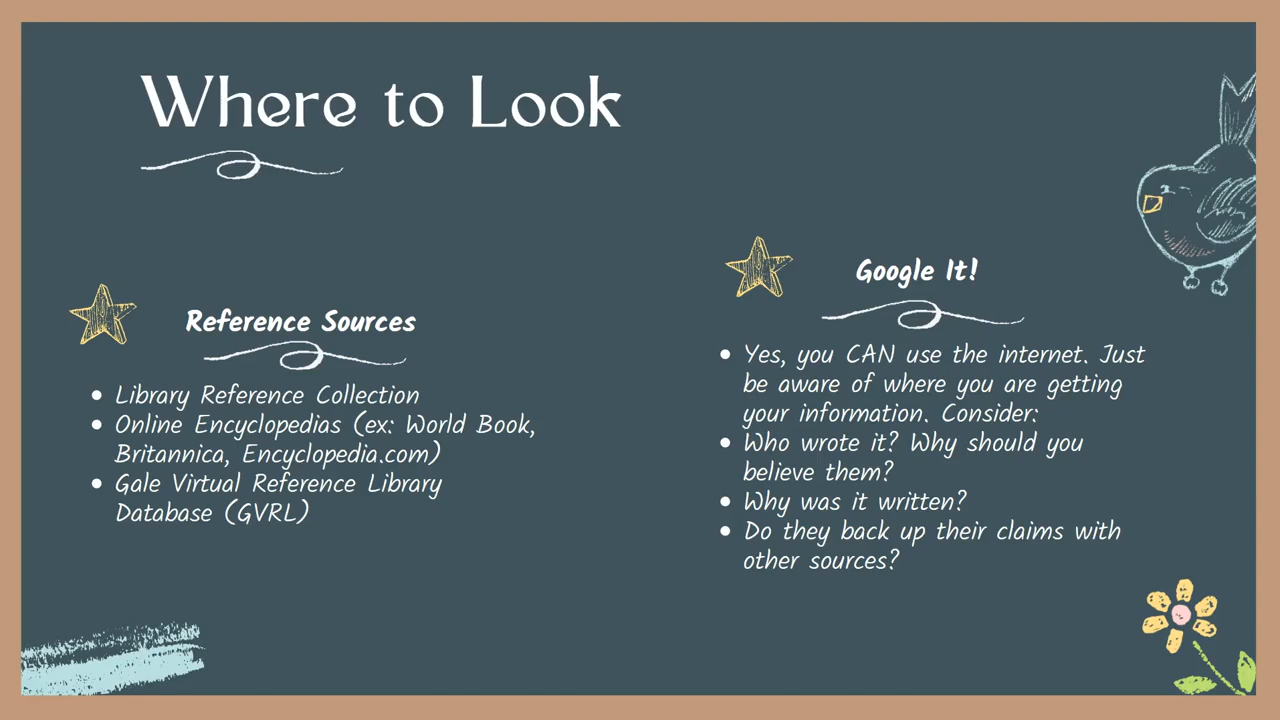 Where to Look
Reference Sources
Library Reference Collection
Online Encyclopedias (ex: World Book,
Britannica, Encyclopedia.com)
Gale Virtual Reference Library
Database (GVRL)
Google It!
Yes, you CAN use the internet. Just
be aware of where you are getting
your information. Consider:
Who wrote it? Why should you
believe them?
Why was it written?
Do they back up their claims with
other sources?